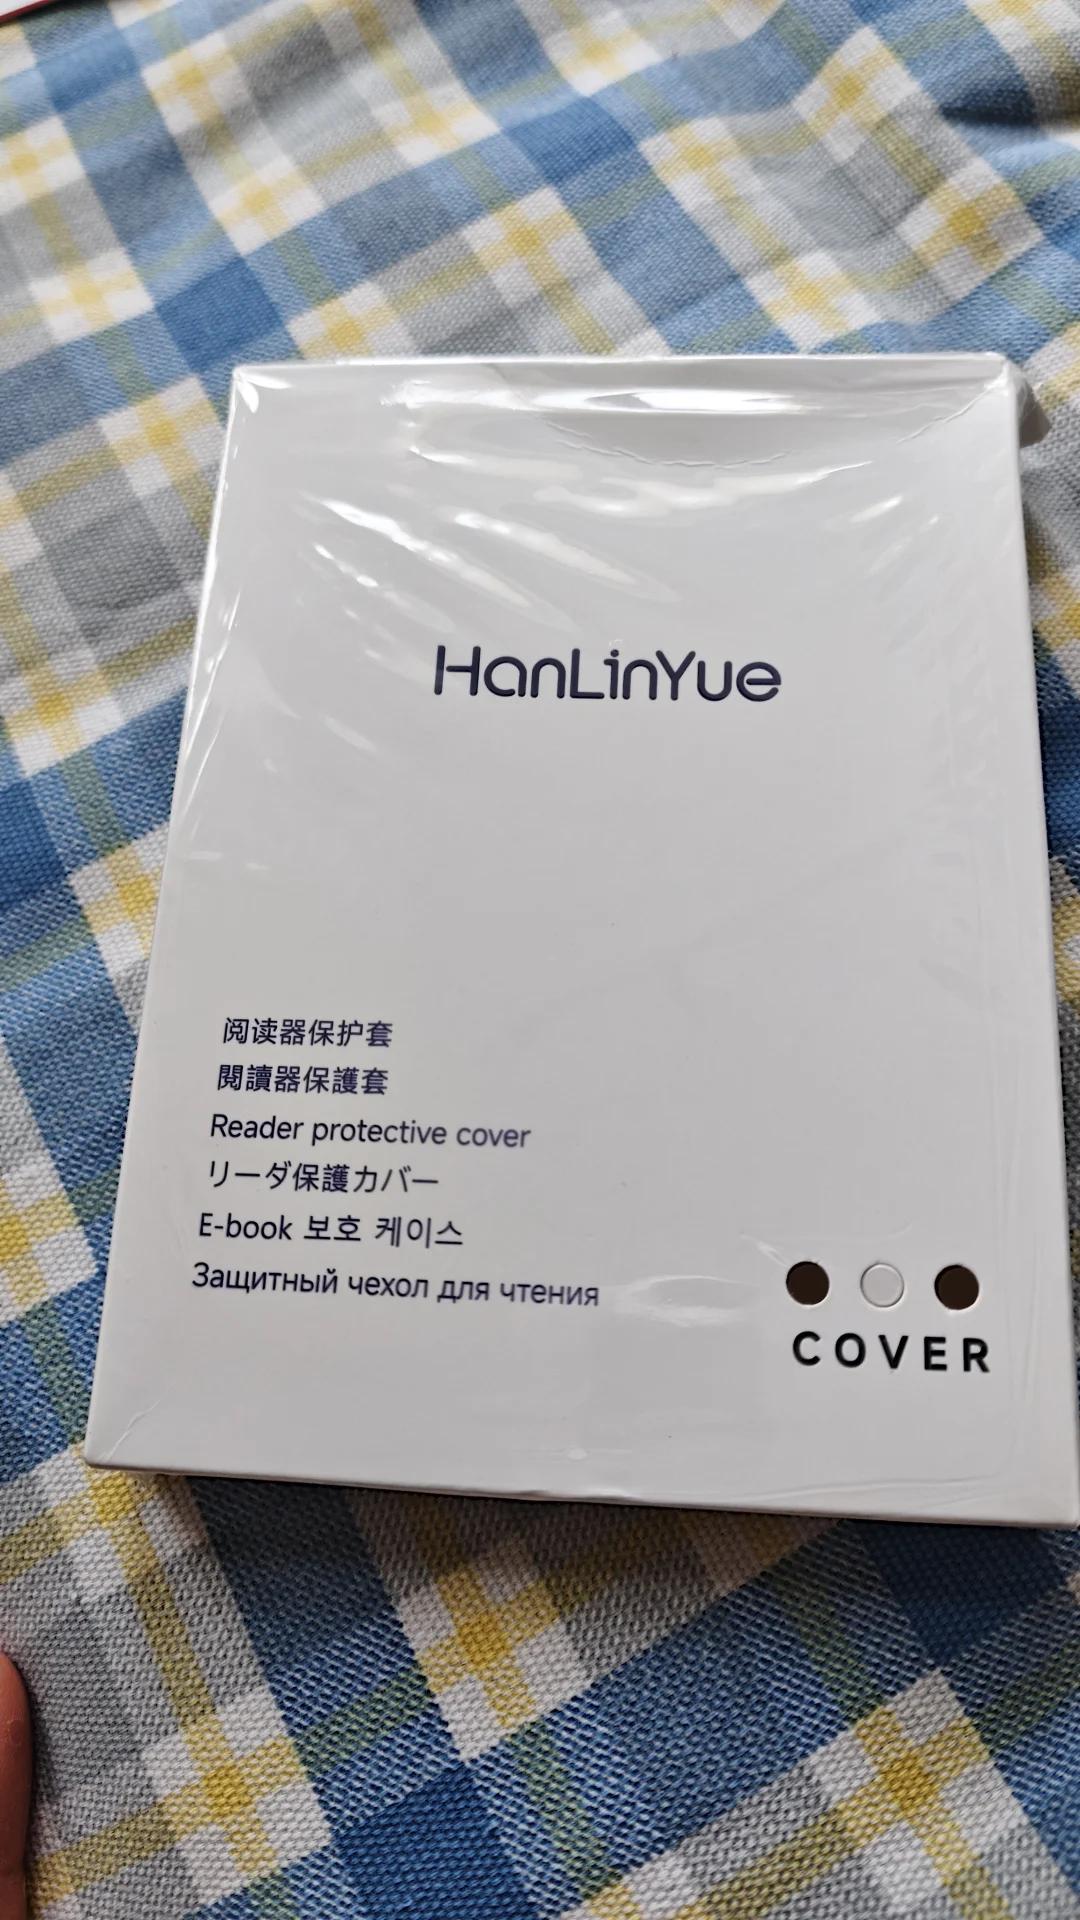 HanLinYue
阅读器保护套
閱讀器保護套
Reader protective cover
リーダ保護カバー
E-book 보호 케이스
Защитный чехол для чтения
COVER